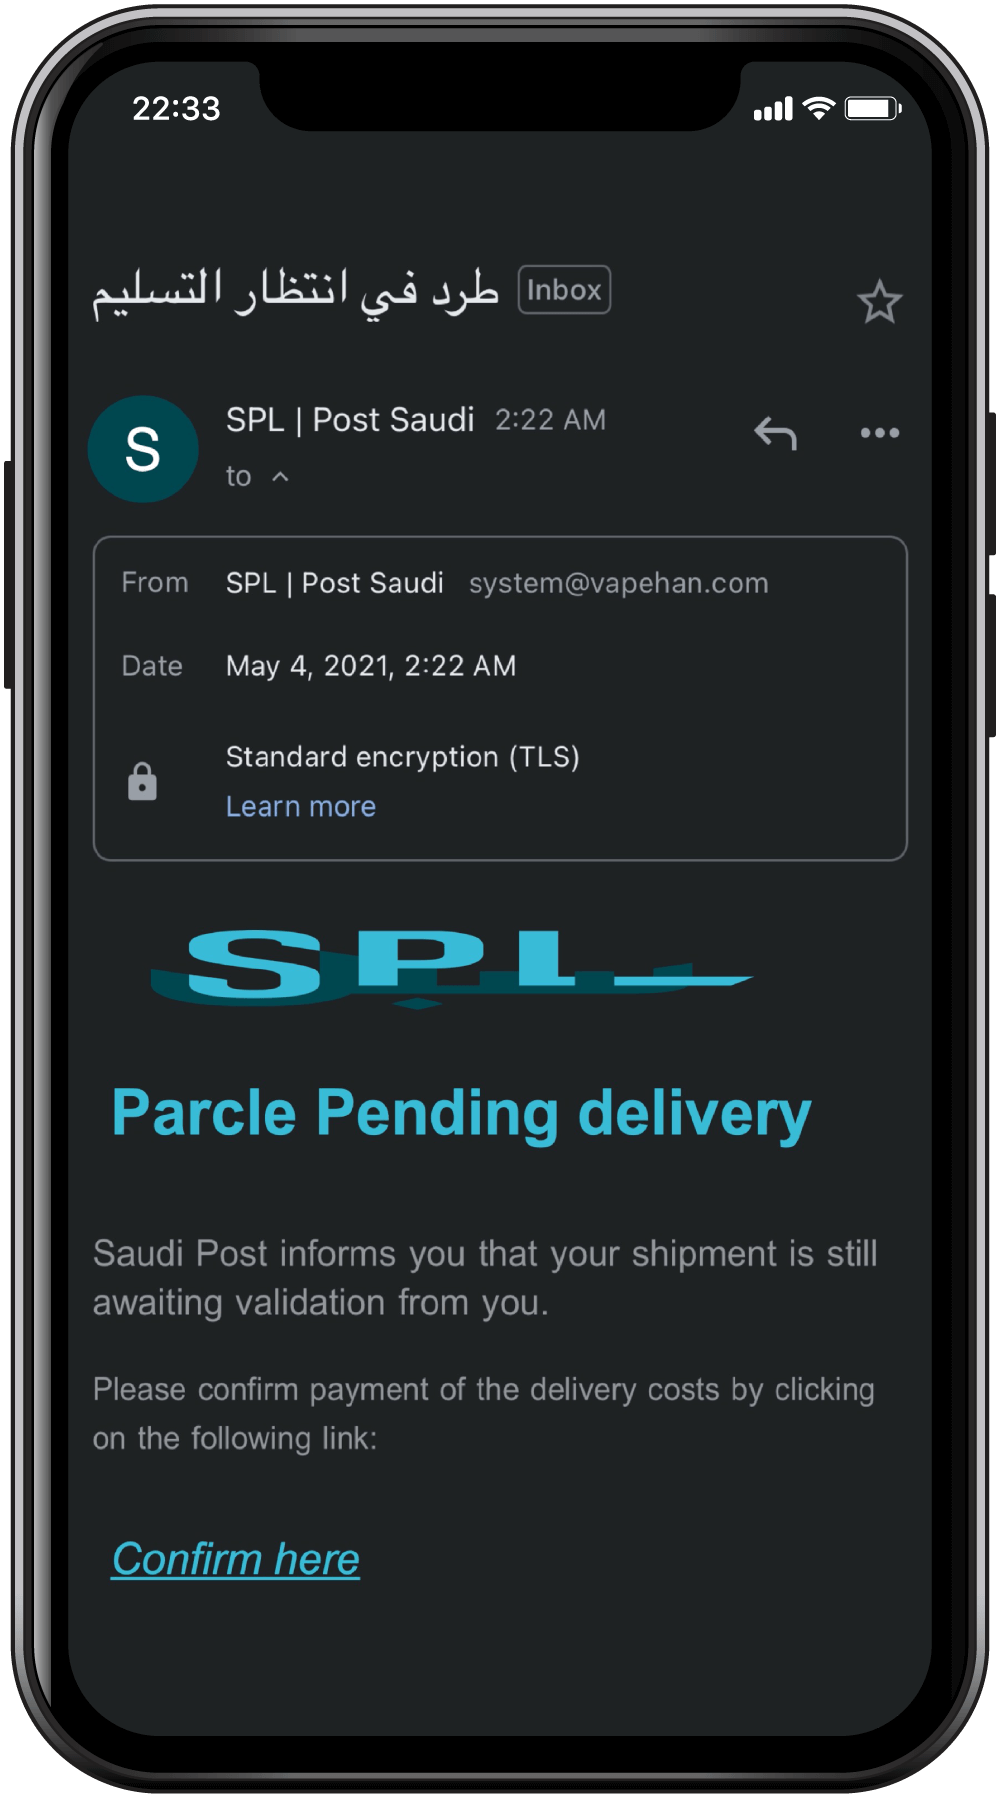 22:33
طرد في انتظار التسليم Inbox
S
SPL | Post Saudi 2:22 AM
to
From SPL | Post Saudi system@vapehan.com
Date May 4, 2021, 2:22 AM
Standard encryption (TLS)
Learn more
SPL
Parcle Pending delivery
Saudi Post informs you that your shipment is still
awaiting validation from you.
Please confirm payment of the delivery costs by clicking
on the following link:
Confirm here